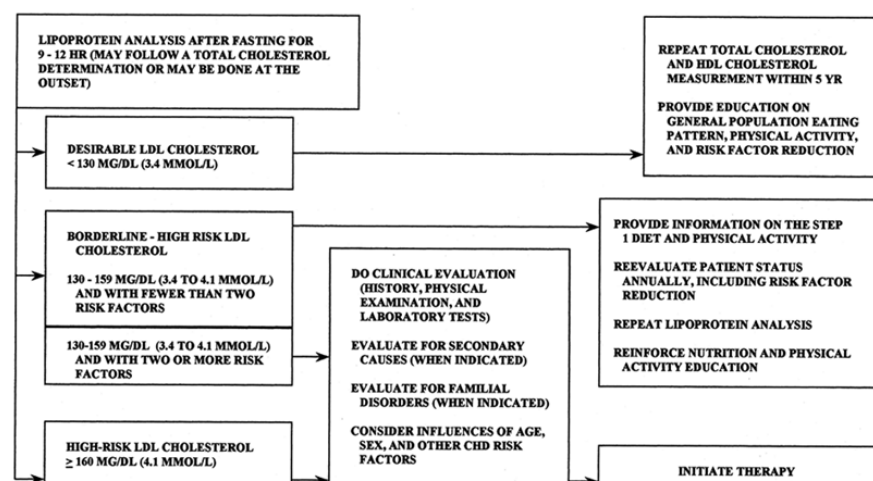 LIPOPROTEIN ANALYSIS AFTER FASTING FOR
9 - 12 HR (MAY FOLLOW A TOTAL CHOLESTEROL
DETERMINATION OR MAY BE DONE AT THE
OUTSET)
REPEAT TOTAL CHOLESTEROL
AND HDL CHOLESTEROL
MEASUREMENT WITHIN 5 YR
PROVIDE EDUCATION ON
GENERAL POPULATION EATING
PATTERN, PHYSICAL ACTIVITY,
AND RISK FACTOR REDUCTION
DESIRABLE LDL CHOLESTEROL
< 130 MG/DL (3.4 MMOL/L)
BORDERLINE - HIGH RISK LDL
CHOLESTEROL
130 - 159 MG/DL (3.4 TO 4.1 MMOL/L)
AND WITH FEWER THAN TWO
RISK FACTORS
130-159 MG/DL (3.4 TO 4.1 MMOL/L)
AND WITH TWO OR MORE RISK
FACTORS
PROVIDE INFORMATION ON THE STEP
1 DIET AND PHYSICAL ACTIVITY
REEVALUATE PATIENT STATUS
ANNUALLY, INCLUDING RISK FACTOR
REDUCTION
REPEAT LIPOPROTEIN ANALYSIS
REINFORCE NUTRITION AND PHYSICAL
ACTIVITY EDUCATION
DO CLINICAL EVALUATION
(HISTORY, PHYSICAL
EXAMINATION, AND
LABORATORY TESTS)
EVALUATE FOR SECONDARY
CAUSES (WHEN INDICATED)
EVALUATE FOR FAMILIAL
DISORDERS (WHEN INDICATED)
CONSIDER INFLUENCES OF AGE,
SEX, AND OTHER CHD RISK
FACTORS
HIGH-RISK LDL CHOLESTEROL
≥ 160 MG/DL (4.1 MMOL/L)
INITIATE THERAPY